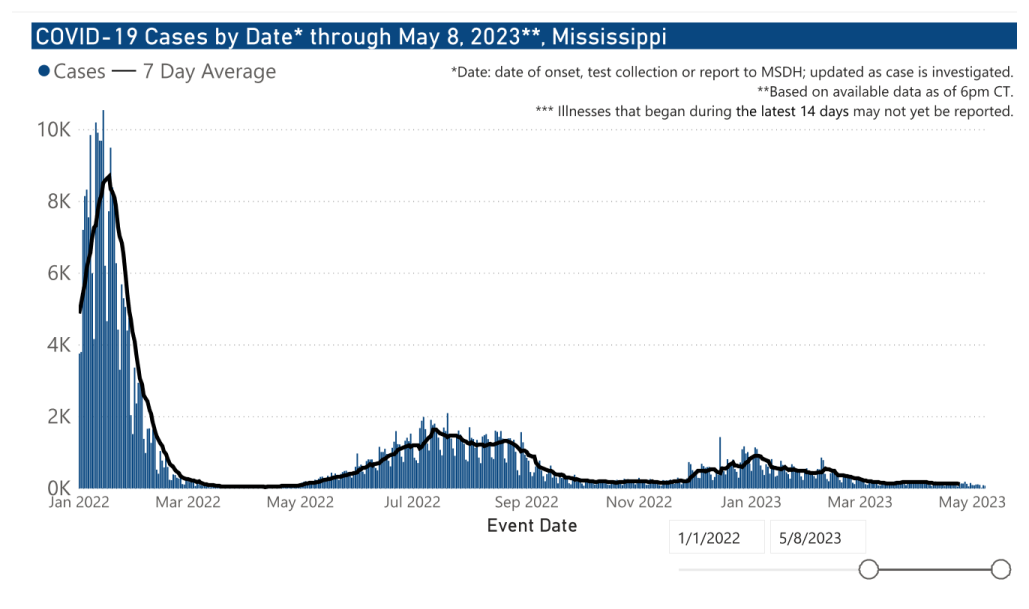 COVID-19 Cases by Date* through May 8, 2023**, Mississippi
Cases 7 Day Average
*Date: date of onset, test collection or report to MSDH; updated as case is investigated.
**Based on available data as of 6pm CT.
*** Illnesses that began during the latest 14 days may not yet be reported.
10K
8K
6K
4K
2K
0K
Jan 2022 Mar 2022 May 2022 Jul 2022 Sep 2022 Nov 2022 Jan 2023 Mar 2023 May 2023
Event Date
1/1/2022 5/8/2023